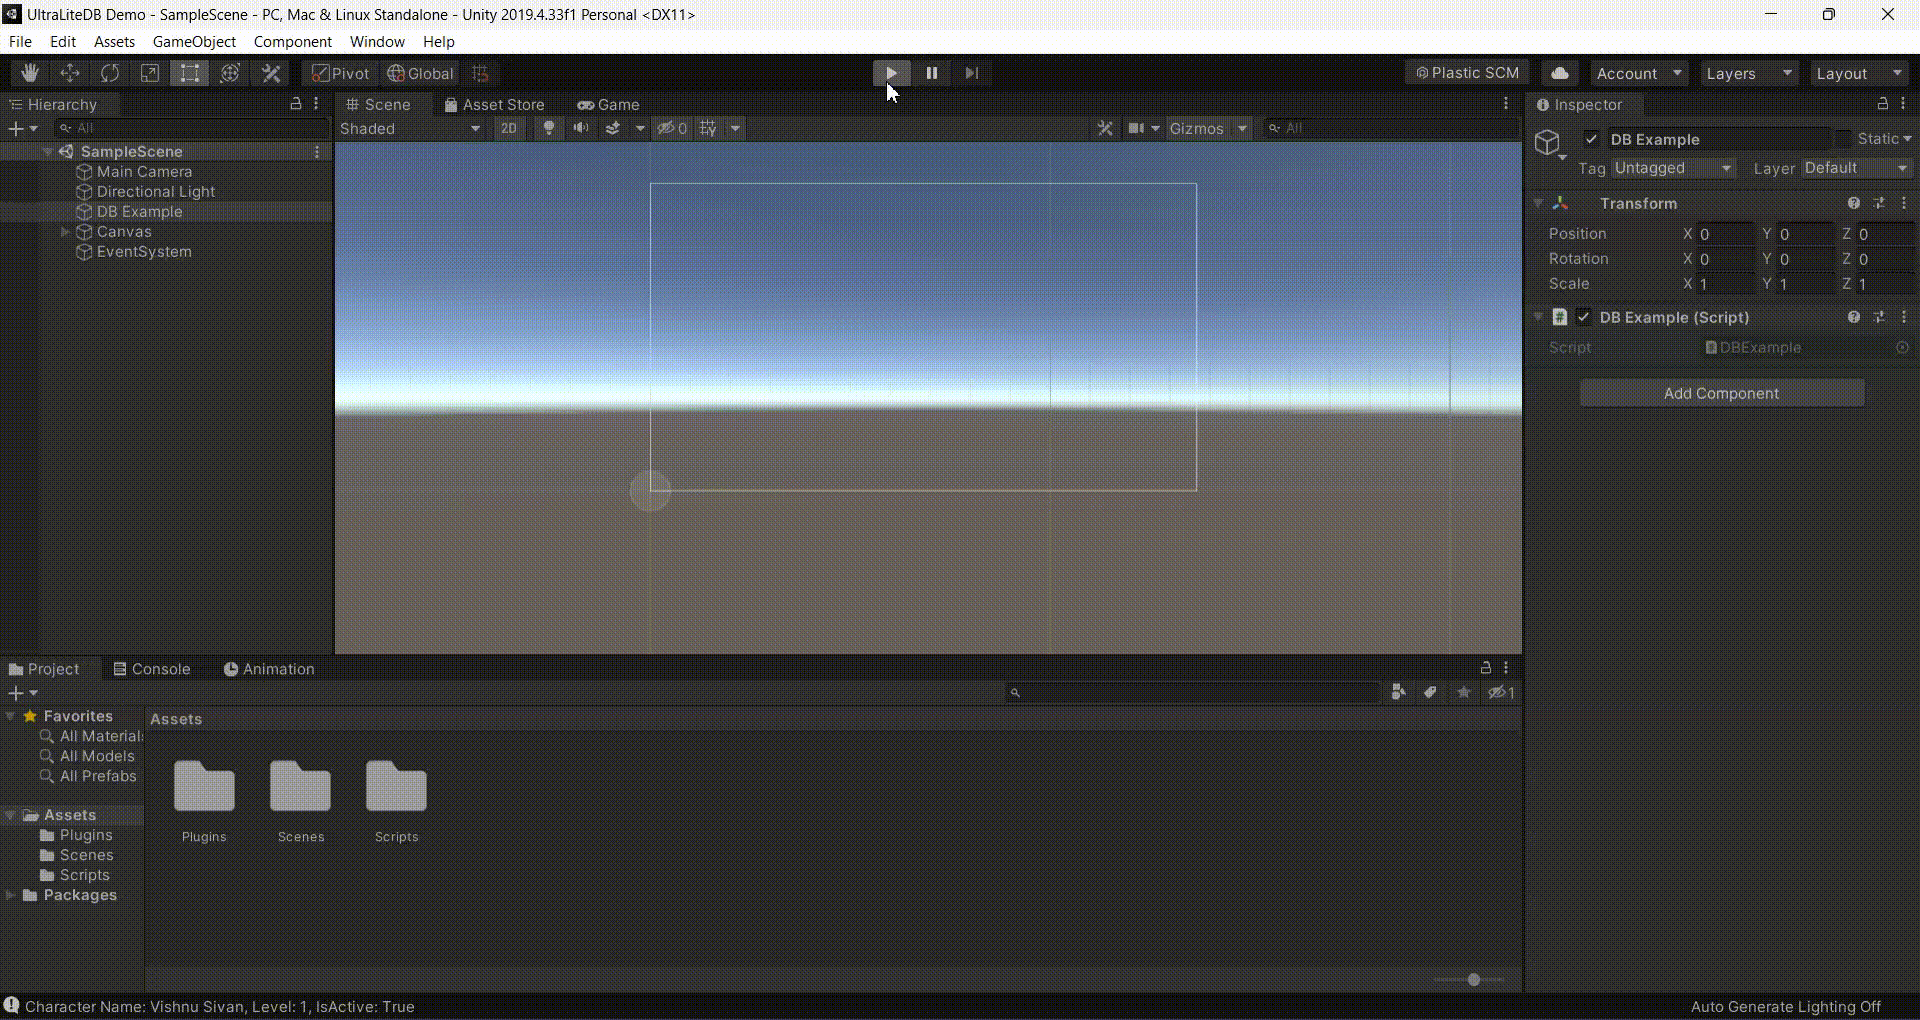 UltraLiteDB Demo - SampleScene - PC, Mac & Linux Standalone - Unity 2019.4.33f1 Personal <DX11>
File Edit Assets GameObject Component Window Help
Pivot Global Plastic SCM Account Layers Layout
Hierarchy
All
SampleScene
Main Camera
Directional Light
DB Example
Canvas
EventSystem
Scene Asset Store Game
Shaded 2D 0 Gizmos All
Inspector
DB Example Static
Tag Untagged Layer Default
Transform
Position X 0 Y 0 Z 0
Rotation X 0 Y 0 Z 0
Scale X 1 Y 1 Z 1
DB Example (Script)
Script DBExample
Add Component
Project Console Animation
1
Favorites
All Material
All Models
All Prefabs
Assets
Plugins
Scenes
Scripts
Packages
Assets
Plugins Scenes Scripts
Character Name: Vishnu Sivan, Level: 1, IsActive: True
Auto Generate Lighting Off